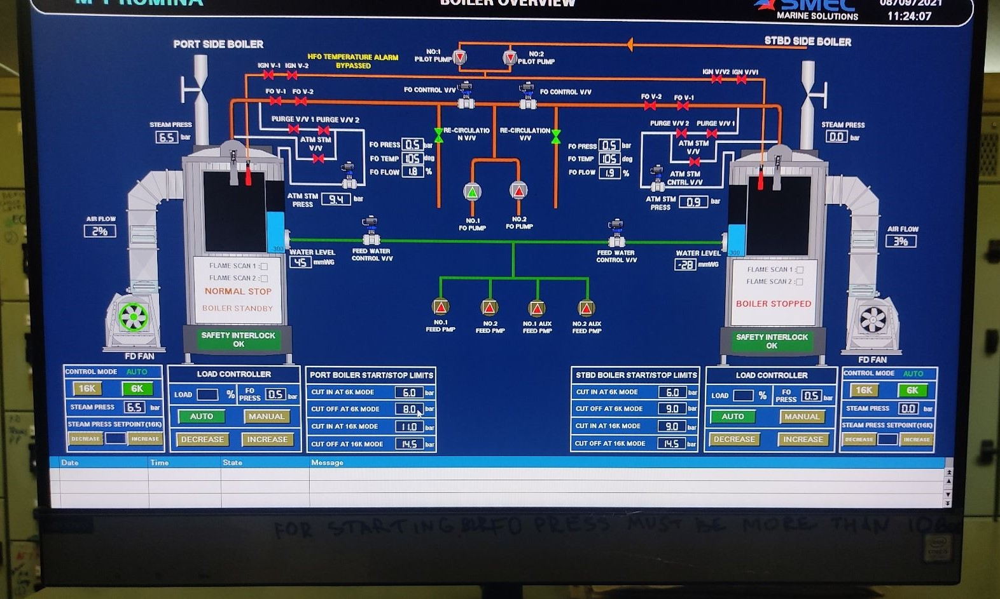 M T ROMINA
BOILER OVERVIEW
SMEC
MARINE SOLUTIONS
08/09/2021
11:24:07
PORT SIDE BOILER
STBD SIDE BOILER
HFO TEMPERATURE ALARM
BYPASSED
NO:1
PILOT PUMP
NO:2
PILOT PUMP
IGN V-1 IGN V-2
IGN V/V2 IGN V/V1
FO CONTROL V/V
FO CONTROL V/V
FO V-1 FO V-2
FO V-2 FO V-1
PURGE V/V 1 PURGE V/V 2
PURGE V/V 2 PURGE V/V 1
STEAM PRESS
6.5 bar
STEAM PRESS
0.0 bar
ATM STM
V/V
ATM STM
V/V
RE-CIRCULATIO
N V/V
RE-CIRCULATION
V/V
FO PRESS 0.5 bar
FO TEMP 105 deg
FO FLOW 1.8 %
FO PRESS 0.5 bar
FO TEMP 105 deg
FO FLOW 1.9 %
ATM STM
CNTRL V/V
ATM STM
PRESS 9.4 bar
ATM STM
PRESS 0.9 bar
NO.1
FO PUMP
NO.2
FO PUMP
AIR FLOW
2%
AIR FLOW
3%
-300
WATER LEVEL
45 mmWG
FEED WATER
CONTROL V/V
FEED WATER
CONTROL V/V
WATER LEVEL
-28 mmWG
-300
FLAME SCAN 1 :
FLAME SCAN 2 :
NORMAL STOP
BOILER STANDBY
SAFETY INTERLOCK
OK
FLAME SCAN 1 :
FLAME SCAN 2 :
BOILER STOPPED
SAFETY INTERLOCK
OK
NO.1
FEED PMP
NO.2
FEED PMP
NO.1 AUX
FEED PMP
NO.2 AUX
FEED PMP
FD FAN
FD FAN
CONTROL MODE AUTO
16K 6K
STEAM PRESS 6.5 bar
STEAM PRESS SETPOINT(16K)
DECREASE INCREASE
LOAD CONTROLLER
LOAD % FO PRESS 0.5 bar
AUTO MANUAL
DECREASE INCREASE
PORT BOILER START/STOP LIMITS
CUT IN AT 6K MODE 6.0 bar
CUT OFF AT 6K MODE 8.0 bar
CUT IN AT 16K MODE 11.0 bar
CUT OFF AT 16K MODE 14.5 bar
STBD BOILER START/STOP LIMITS
CUT IN AT 6K MODE 6.0 bar
CUT OFF AT 6K MODE 9.0 bar
CUT IN AT 16K MODE 9.0 bar
CUT OFF AT 16K MODE 14.5 bar
LOAD CONTROLLER
LOAD % FO PRESS 0.5 bar
AUTO MANUAL
DECREASE INCREASE
CONTROL MODE AUTO
16K 6K
STEAM PRESS 0.0 bar
STEAM PRESS SETPOINT(16K)
DECREASE INCREASE
Date Time State Message
FOR STARTING FO PRESS MUST BE MORE THAN